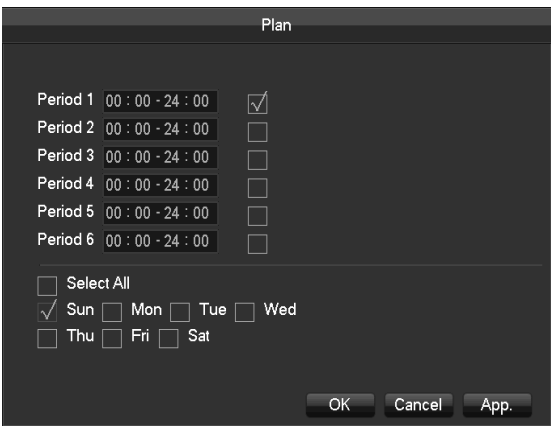 Plan
Period 1 00 : 00 - 24 : 00
Period 2 00 : 00 - 24 : 00
Period 3 00 : 00 - 24 : 00
Period 4 00 : 00 - 24 : 00
Period 5 00 : 00 - 24 : 00
Period 6 00 : 00 - 24 : 00
Select All
Sun Mon Tue Wed
Thu Fri Sat
OK Cancel App.